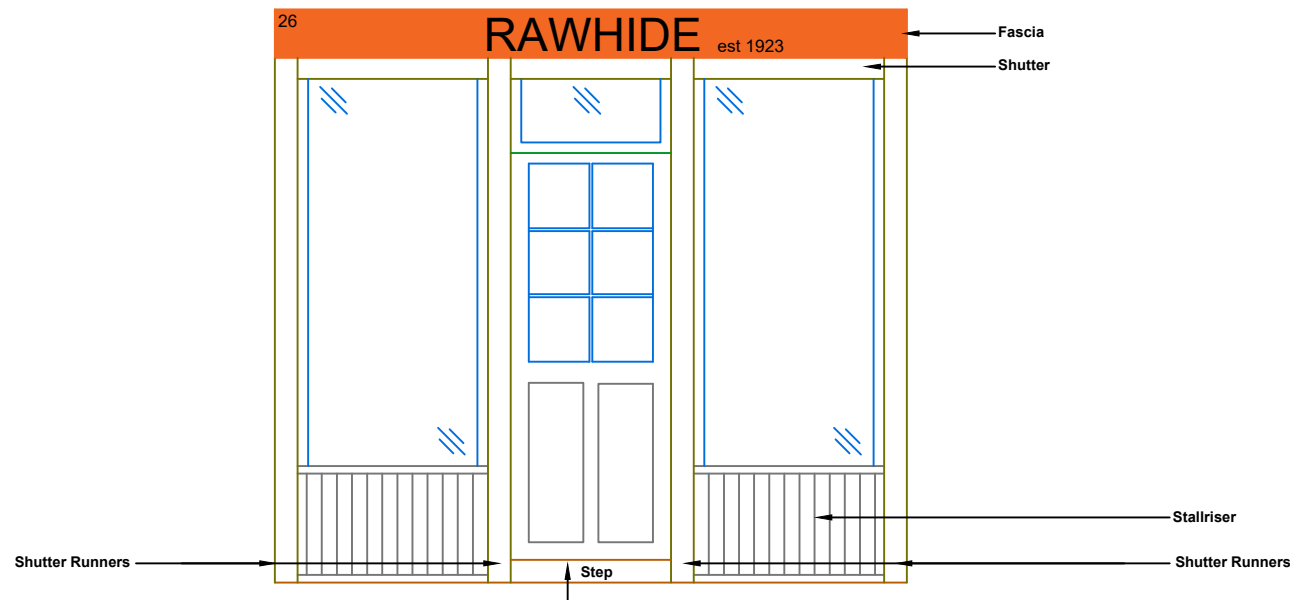 26
RAWHIDE est 1923
Fascia
Shutter
Stallriser
Shutter Runners
Shutter Runners
Step